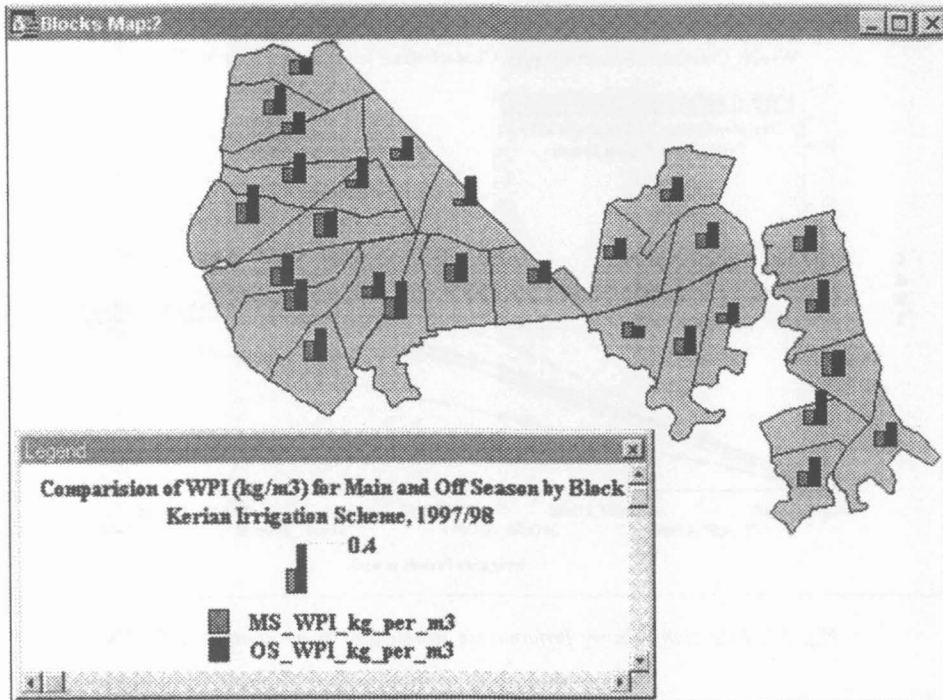 Blocks Map:2
Legend
Comparision of WPI (kg/m3) for Main and Off Season by Block
Kerian Irrigation Scheme, 1997/98
0.4
MS_WPI_kg_per_m3
OS_WPI_kg_per_m3